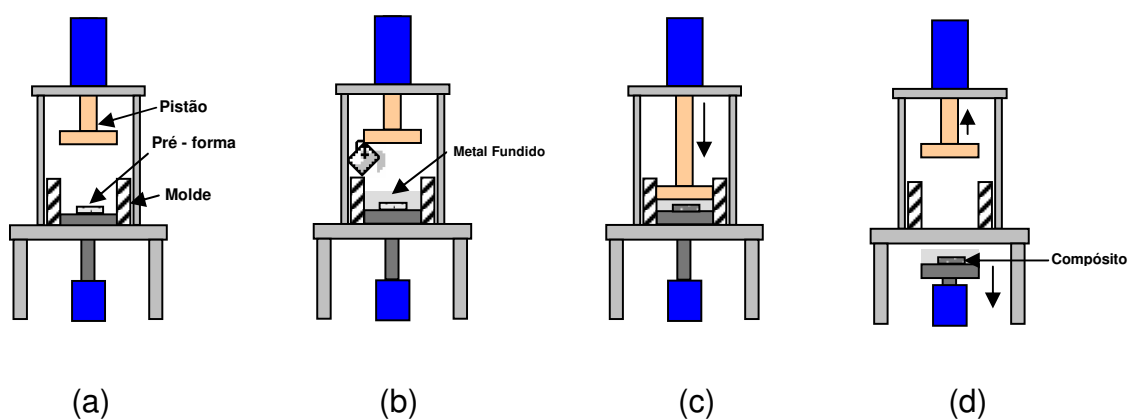 Pistão
Pré - forma
Molde
Metal Fundido
Compósito
(a)
(b)
(c)
(d)